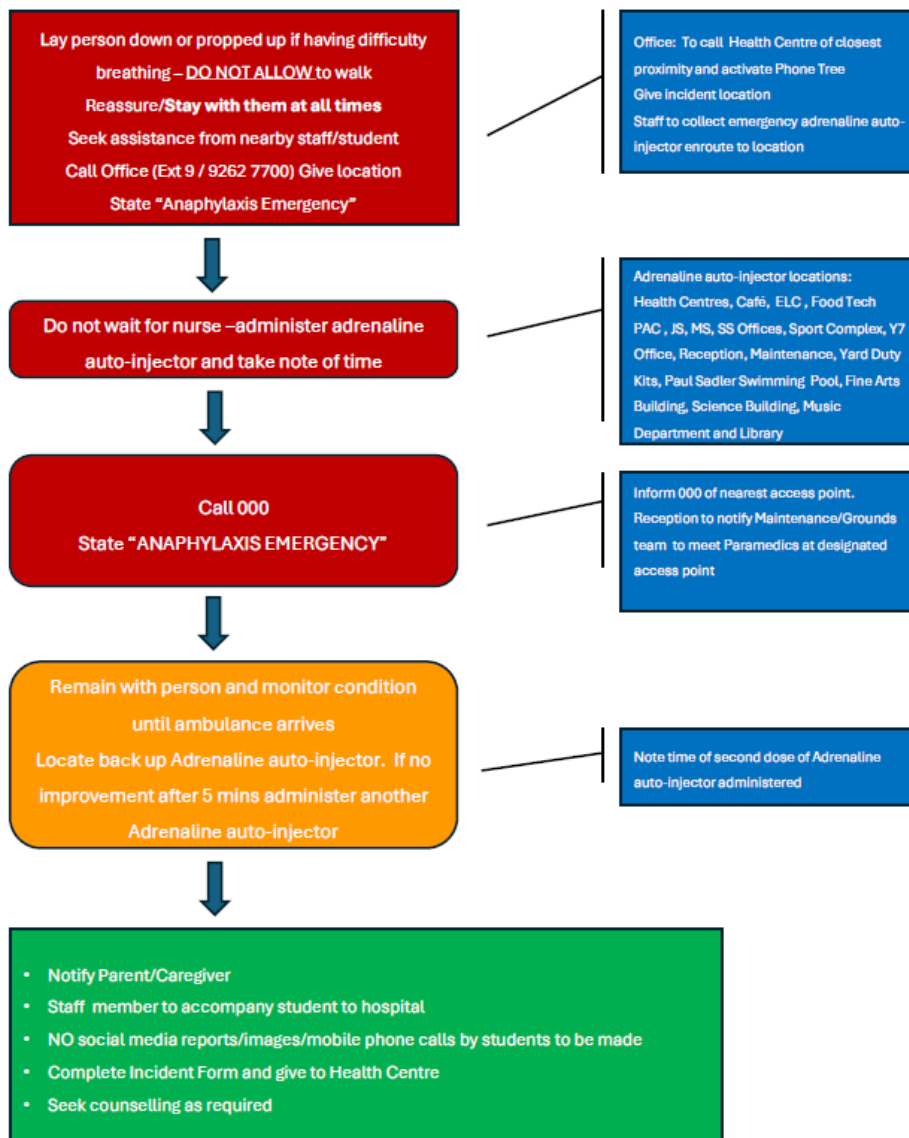 Lay person down or propped up if having difficulty
breathing – DO NOT ALLOW to walk
Reassure/Stay with them at all times
Seek assistance from nearby staff/student
Call Office (Ext 9 / 9262 7700) Give location
State “Anaphylaxis Emergency”
Office: To call Health Centre of closest
proximity and activate Phone Tree
Give incident location
Staff to collect emergency adrenaline auto-
injector enroute to location
Do not wait for nurse –administer adrenaline
auto-injector and take note of time
Adrenaline auto-injector locations:
Health Centres, Café, ELC , Food Tech
PAC , JS, MS, SS Offices, Sport Complex, Y7
Office, Reception, Maintenance, Yard Duty
Kits, Paul Sadler Swimming Pool, Fine Arts
Building, Science Building, Music
Department and Library
Call 000
State “ANAPHYLAXIS EMERGENCY”
Inform 000 of nearest access point.
Reception to notify Maintenance/Grounds
team to meet Paramedics at designated
access point
Remain with person and monitor condition
until ambulance arrives
Locate back up Adrenaline auto-injector. If no
improvement after 5 mins administer another
Adrenaline auto-injector
Note time of second dose of Adrenaline
auto-injector administered
• Notify Parent/Caregiver
• Staff member to accompany student to hospital
• NO social media reports/images/mobile phone calls by students to be made
• Complete Incident Form and give to Health Centre
• Seek counselling as required